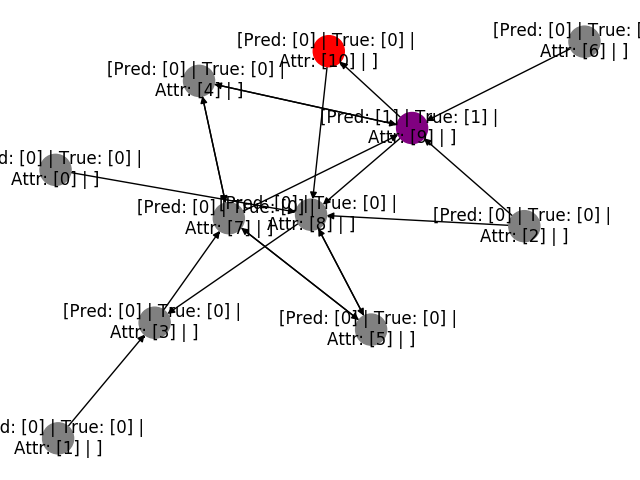 [Pred: [0] | True: [0] |
Attr: [10] | ]
[Pred: [0] | True: [
Attr: [6] | ]
[Pred: [0] | True: [0] |
Attr: [4] | ]
[Pred: [1] | True: [1] |
Attr: [9] | ]
d: [0] | True: [0] |
Attr: [0] | ]
[Pred: [0] | True: [0] |
Attr: [7] | ]
[Pred: [0] | True: [0] |
Attr: [8] | ]
[Pred: [0] | True: [0] |
Attr: [2] | ]
[Pred: [0] | True: [0] |
Attr: [3] | ]
[Pred: [0] | True: [0] |
Attr: [5] | ]
d: [0] | True: [0] |
Attr: [1] | ]